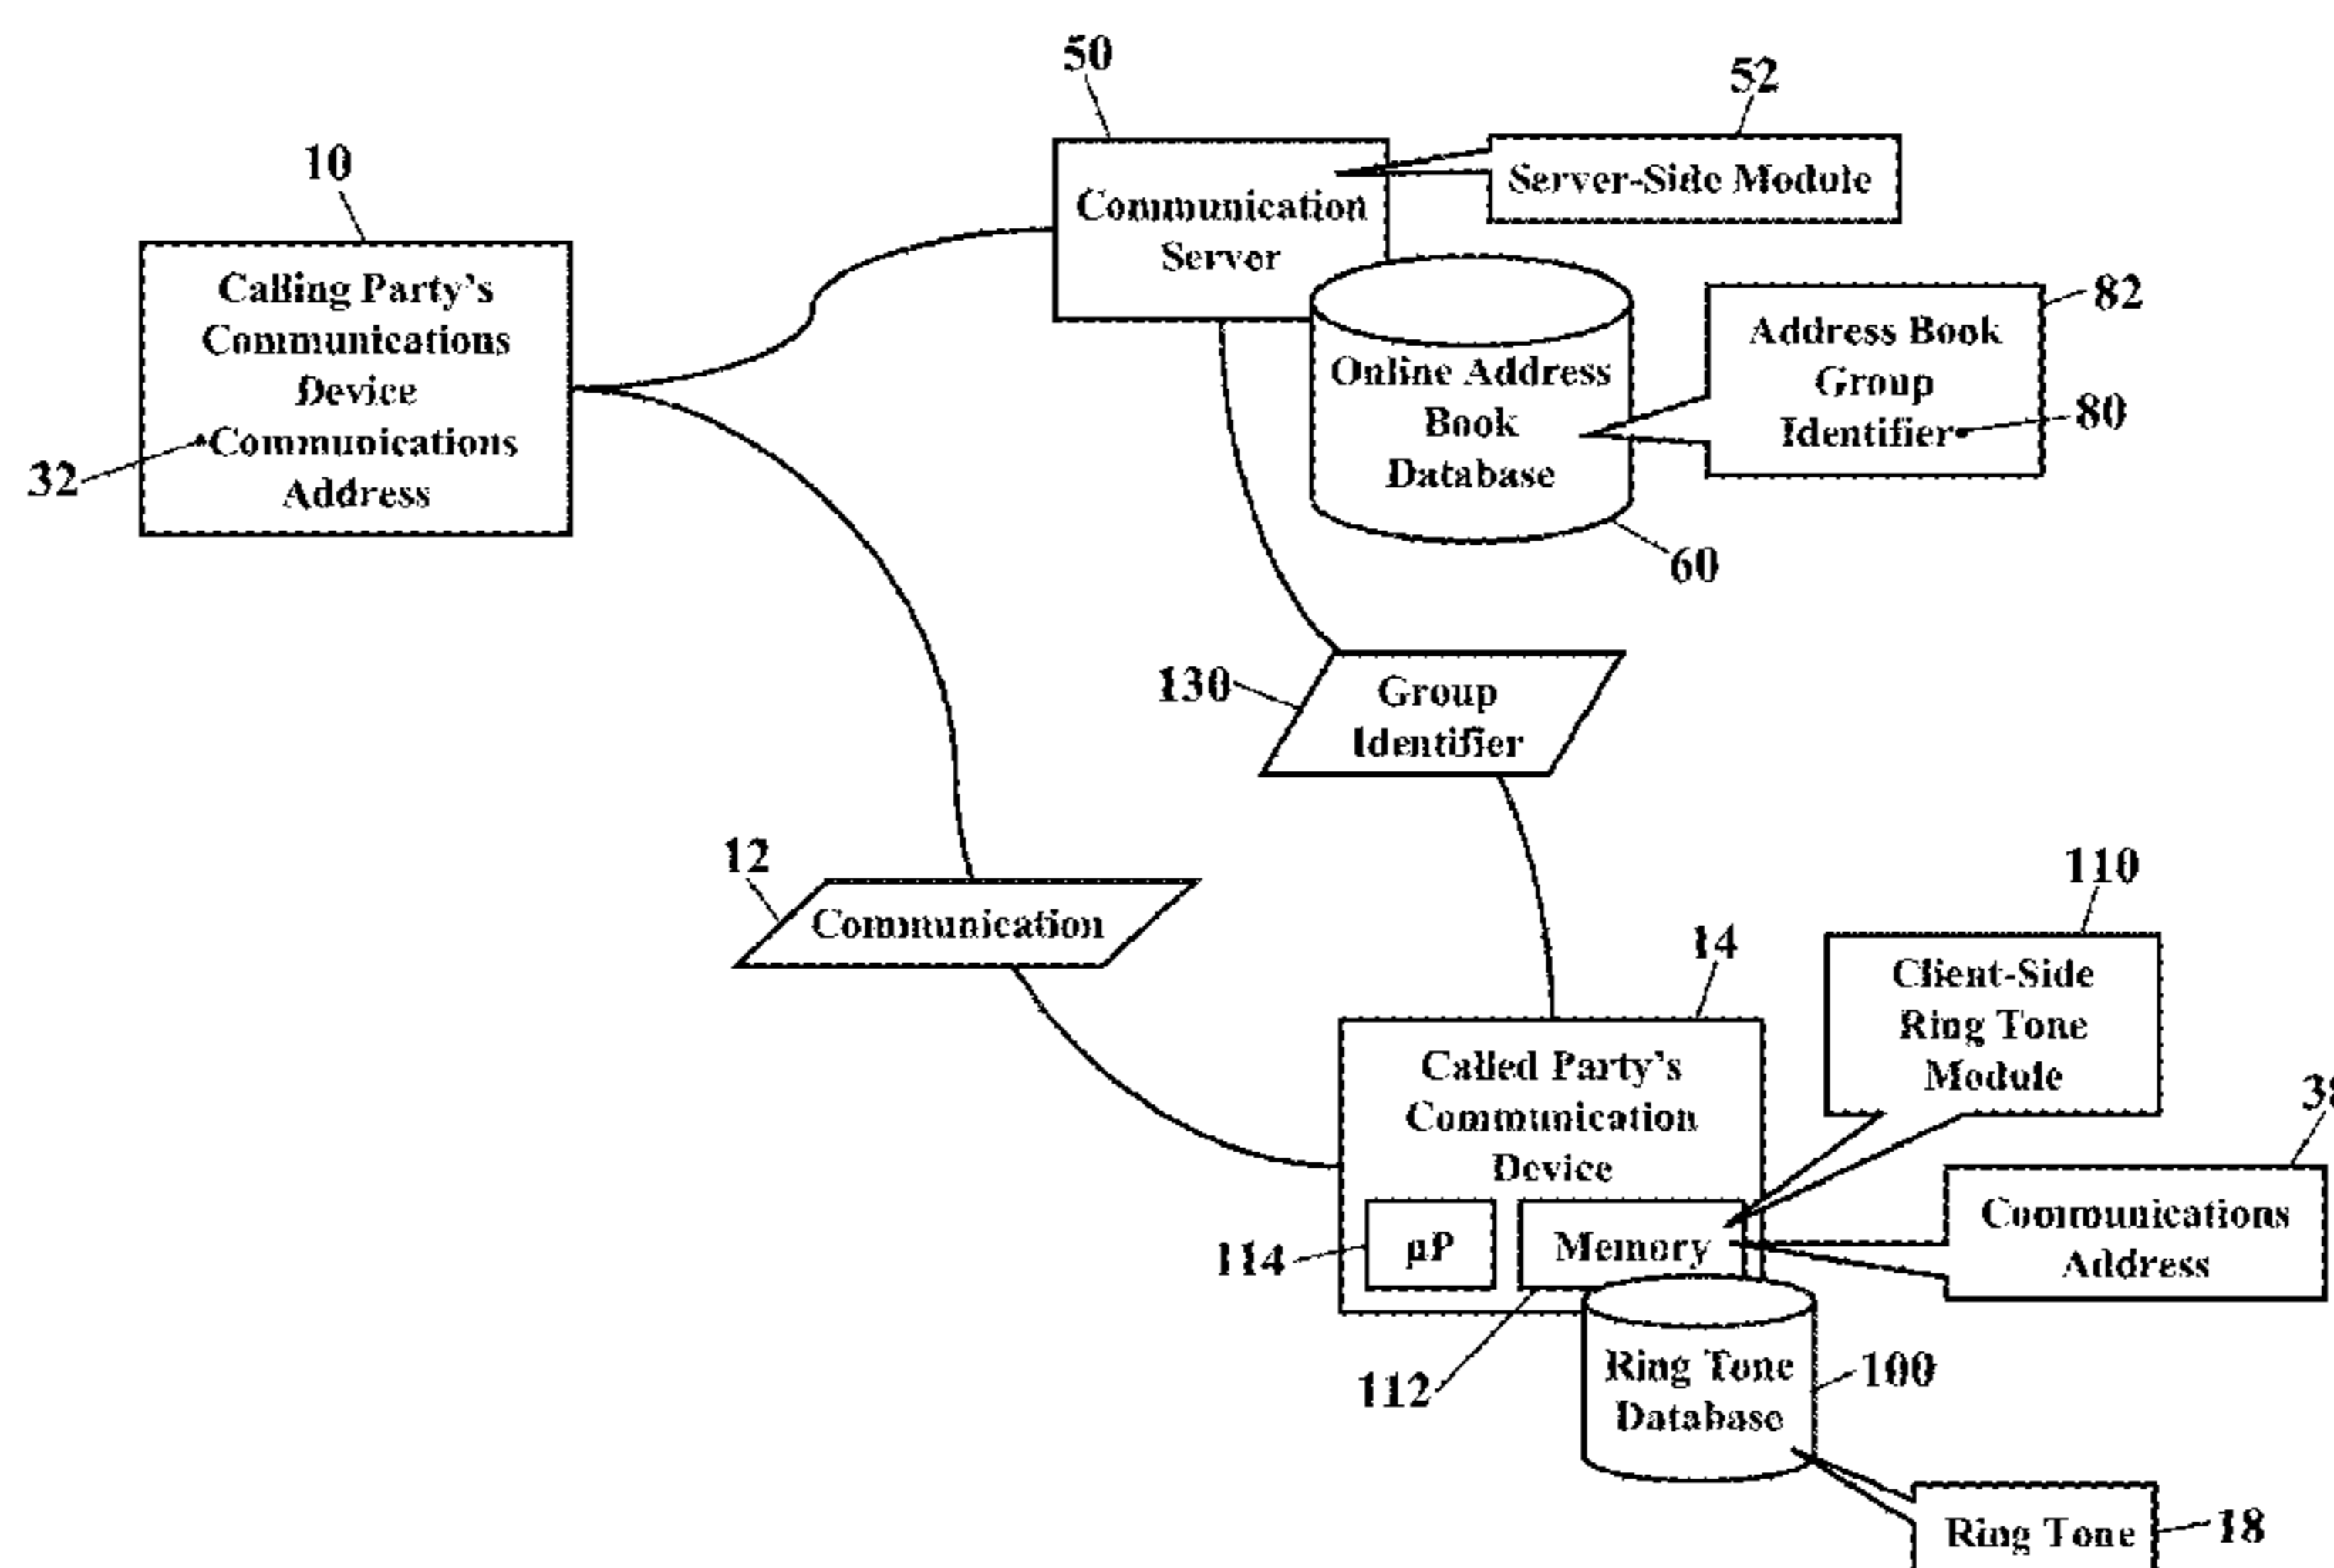 50
52
Server-Side Module
10
Communication
Server
Calling Party's
Communications
Device
Communications
Address
32
82
Address Book
Group
Identifier
80
Online Address
Book
Database
60
130
Group
Identifier
12
Communication
110
14
Client-Side
Ring Tone
Module
Called Party's
Communication
Device
Communications
Address
114
µP
Memory
112
Ring Tone
Database
100
Ring Tone
18